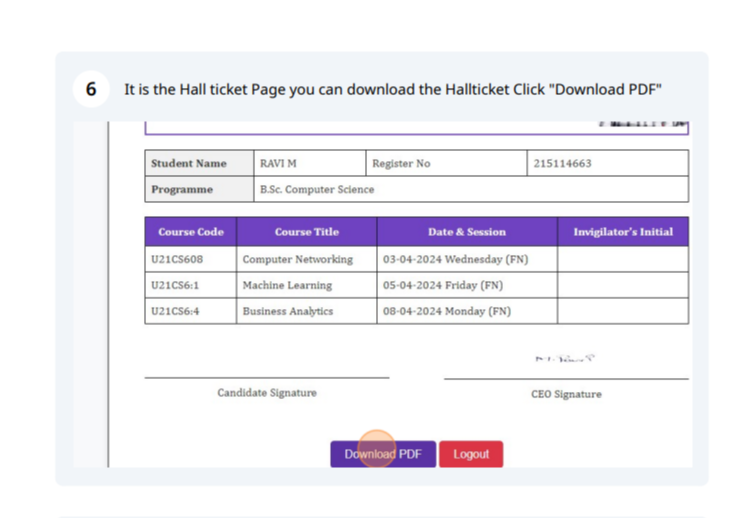 6 It is the Hall ticket Page you can download the Hallticket Click "Download PDF"
Student Name RAVI M Register No 215114663
Programme B.Sc. Computer Science
Course Code Course Title Date & Session Invigilator's Initial
U21CS608 Computer Networking 03-04-2024 Wednesday (FN)
U21CS6:1 Machine Learning 05-04-2024 Friday (FN)
U21CS6:4 Business Analytics 08-04-2024 Monday (FN)
Candidate Signature CEO Signature
Download PDF Logout